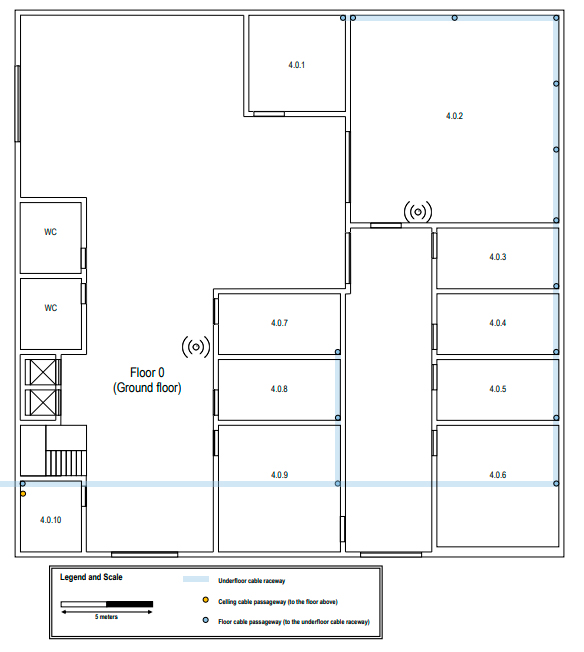 4.0.1
4.0.2
WC
4.0.3
WC
4.0.7
4.0.4
Floor 0
(Ground floor)
4.0.8
4.0.5
4.0.9
4.0.6
4.0.10
Legend and Scale
Underfloor cable raceway
Celling cable passageway (to the floor above)
5 meters
Floor cable passageway (to the underfloor cable raceway)